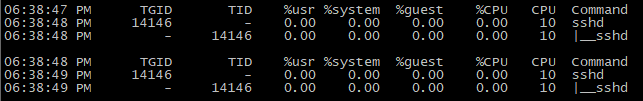 06:38:47 PM      TGID       TID    %usr %system  %guest    %CPU   CPU  Command
06:38:48 PM     14146         -    0.00    0.00    0.00    0.00    10  sshd
06:38:48 PM         -     14146    0.00    0.00    0.00    0.00    10  |__sshd
06:38:48 PM      TGID       TID    %usr %system  %guest    %CPU   CPU  Command
06:38:49 PM     14146         -    0.00    0.00    0.00    0.00    10  sshd
06:38:49 PM         -     14146    0.00    0.00    0.00    0.00    10  |__sshd